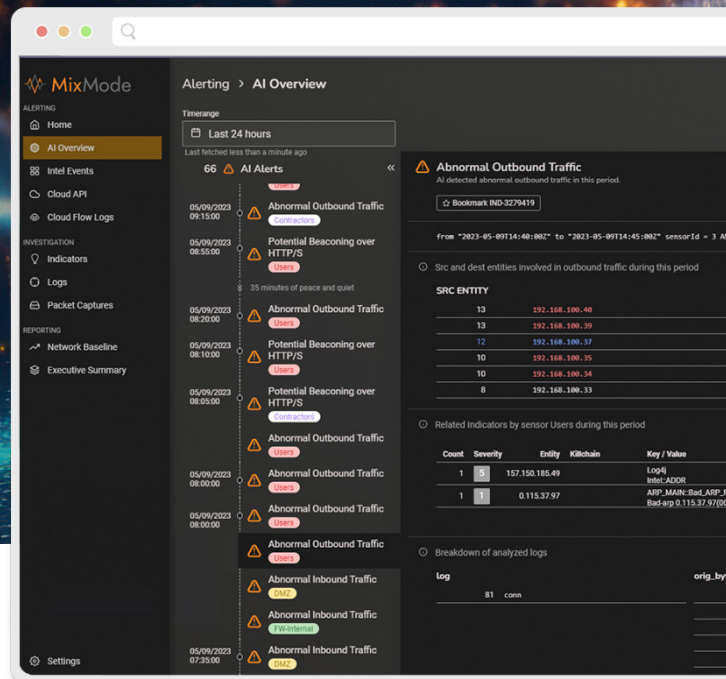 MixMode
ALERTING
Home
AI Overview
Intel Events
Cloud API
Cloud Flow Logs
INVESTIGATION
Indicators
Logs
Packet Captures
REPORTING
Network Baseline
Executive Summary
Settings
Alerting > AI Overview
Timerange
Last 24 hours
Last fetched less than a minute ago
66 AI Alerts «
Users
05/09/2023 Abnormal Outbound Traffic
09:15:00 Contractors
05/09/2023 Potential Beaconing over
08:55:00 HTTP/S
Users
35 minutes of peace and quiet
05/09/2023 Abnormal Outbound Traffic
08:20:00 Users
05/09/2023 Potential Beaconing over
08:10:00 HTTP/S
Users
05/09/2023 Potential Beaconing over
08:05:00 HTTP/S
Contractors
Abnormal Outbound Traffic
Users
05/09/2023 Abnormal Outbound Traffic
08:00:00 Users
05/09/2023 Abnormal Outbound Traffic
08:00:00 Users
Abnormal Outbound Traffic
Users
Abnormal Inbound Traffic
DMZ
Abnormal Inbound Traffic
FW-Internal
05/09/2023 Abnormal Inbound Traffic
07:35:00 DMZ
Abnormal Outbound Traffic
AI detected abnormal outbound traffic in this period.
Bookmark IND-3279419
from "2023-05-09T14:40:00Z" to "2023-05-09T14:45:00Z" sensorId = 3
Src and dest entities involved in outbound traffic during this period
SRC ENTITY
13 192.168.100.40
13 192.168.100.39
12 192.168.100.37
10 192.168.100.35
10 192.168.100.34
8 192.168.100.33
Related Indicators by sensor Users during this period
Count Severity Entity Killchain Key / Value
1 5 157.150.185.49 Log4j
Intel::ADDR
1 1 0.115.37.97 ARP_MAIN::Bad_ARP_
Bad-arp 0.115.37.97(0
Breakdown of analyzed logs
log orig_by
81 conn